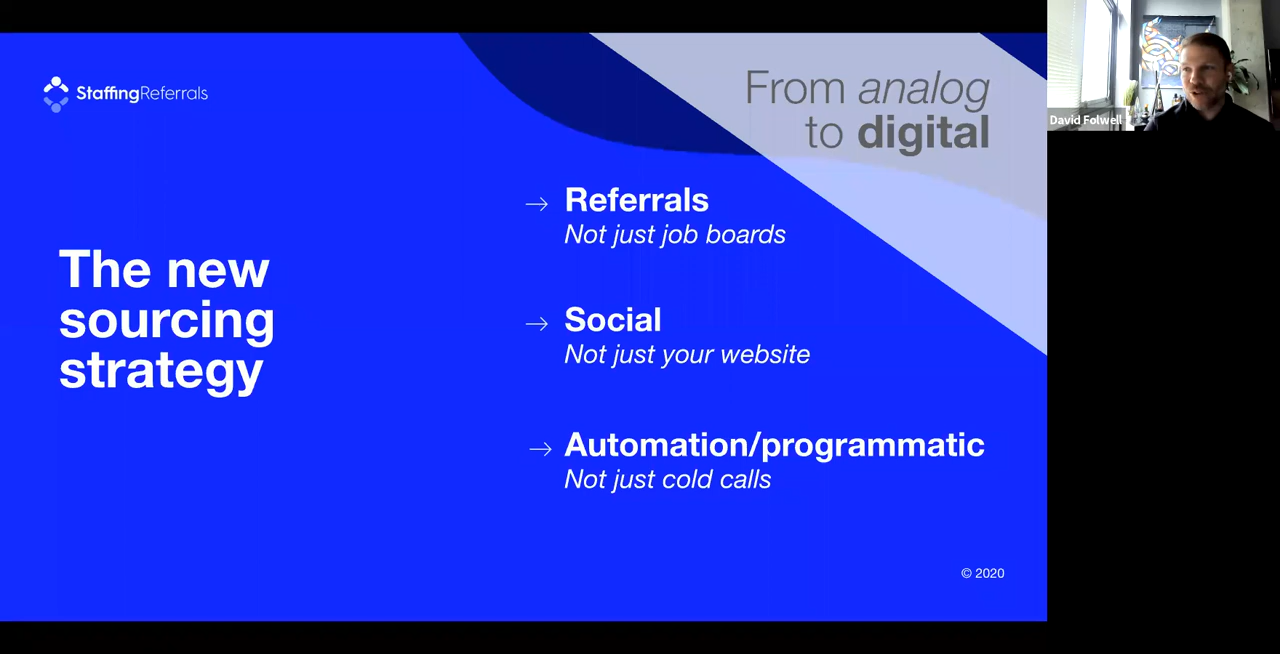 StaffingReferrals
From analog
to digital
The new
sourcing
strategy
→ Referrals
Not just job boards
→ Social
Not just your website
→ Automation/programmatic
Not just cold calls
© 2020
David Folwell